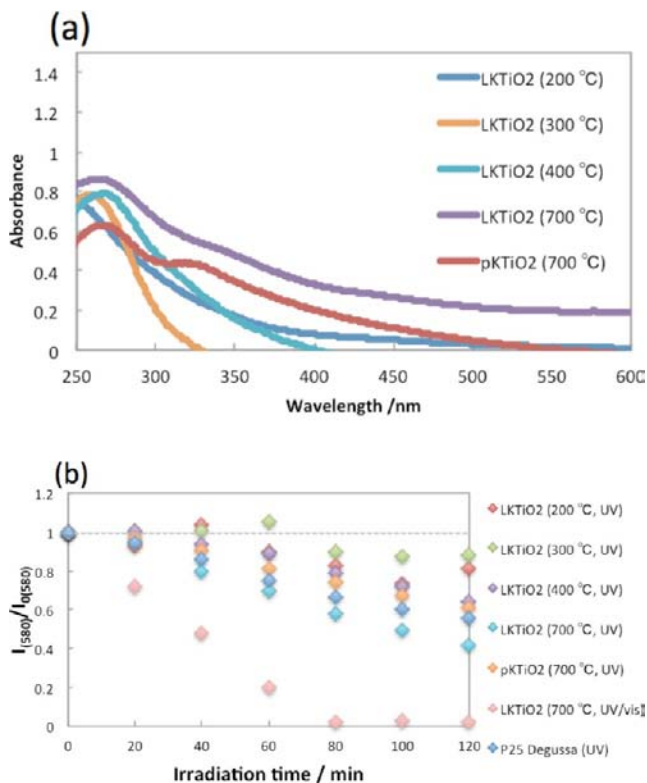 (a)
1.4
1.2
1
0.8
0.6
0.4
0.2
0
Absorbance
LKTiO2 (200 °C)
LKTiO2 (300 °C)
LKTiO2 (400 °C)
LKTiO2 (700 °C)
pKTiO2 (700 °C)
250 300 350 400 450 500 550 600
Wavelength /nm
(b)
1.2
1
0.8
0.6
0.4
0.2
0
I(580)/I0(580)
0 20 40 60 80 100 120
Irradiation time / min
LKTiO2 (200 °C, UV)
LKTiO2 (300 °C, UV)
LKTiO2 (400 °C, UV)
LKTiO2 (700 °C, UV)
pKTiO2 (700 °C, UV)
LKTiO2 (700 °C, UV/vis)
P25 Degussa (UV)